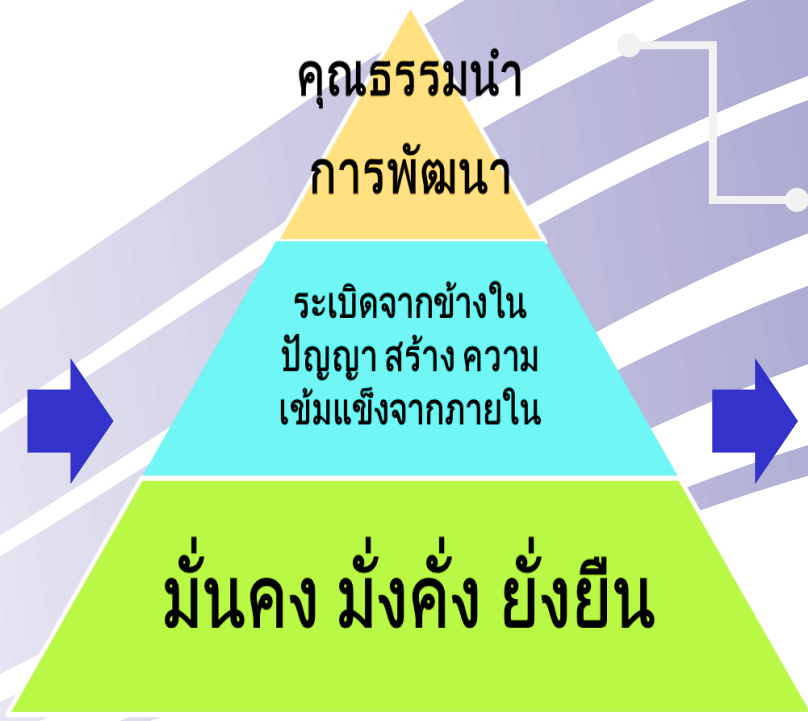 คุณธรรมนำ
การพัฒนา
ระเบิดจากข้างใน
ปัญญา สร้าง ความ
เข้มแข็งจากภายใน
มั่นคง มั่งคั่ง ยั่งยืน